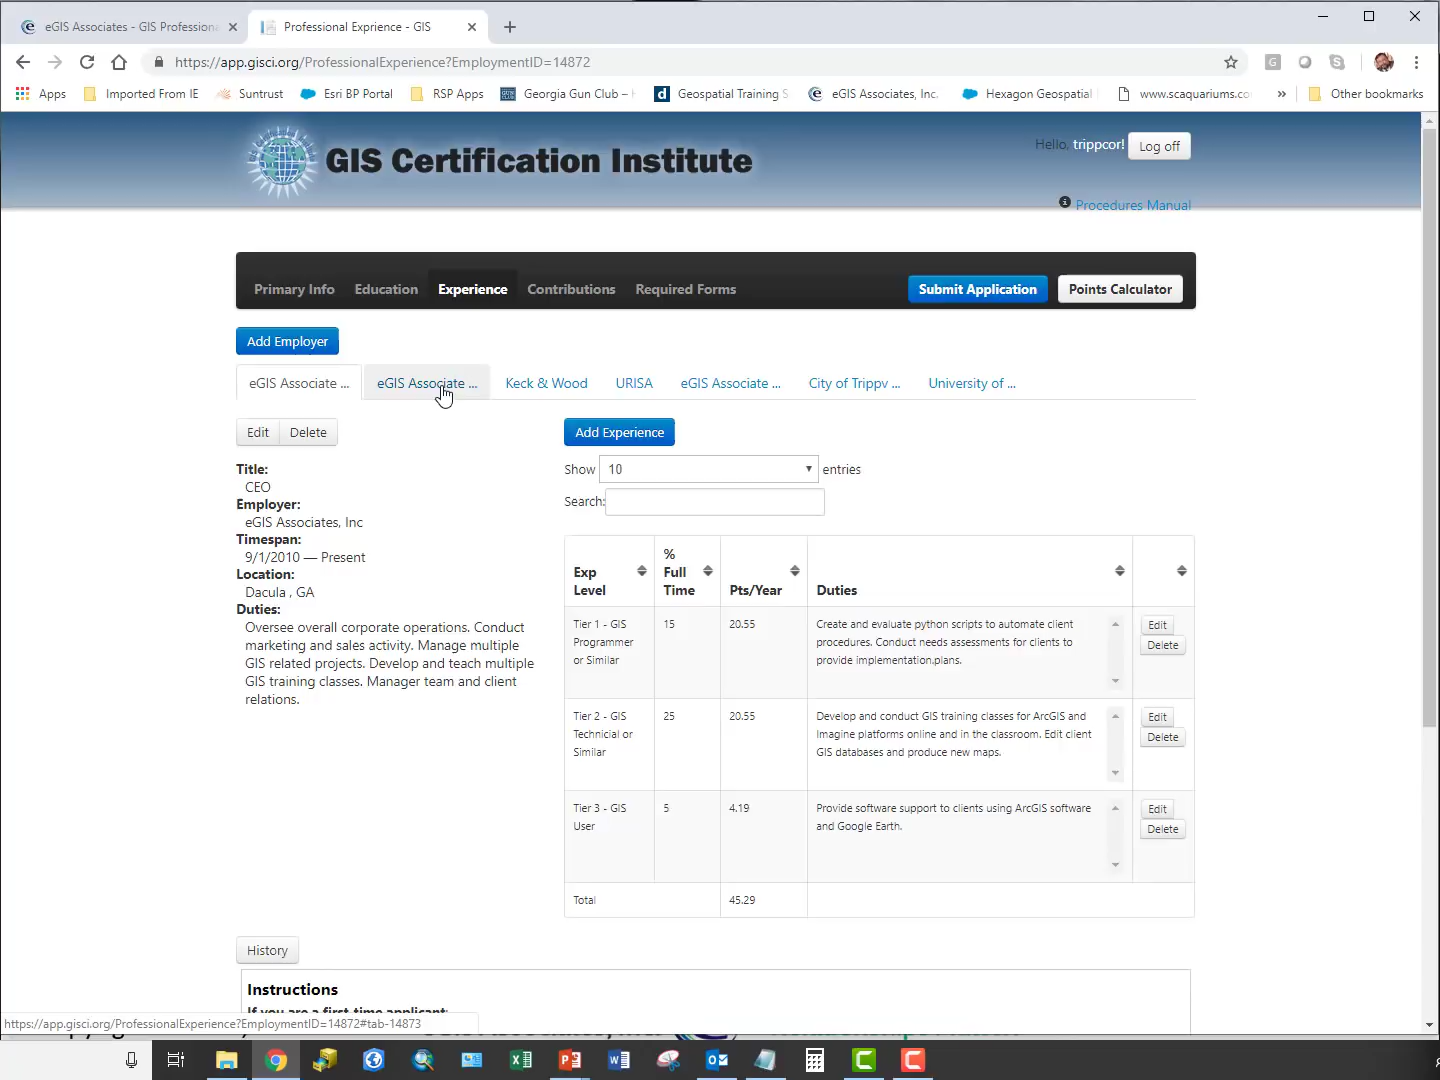 eGIS Associates - GIS Professiona
Professional Exprience - GIS
https://app.gisci.org/ProfessionalExperience?EmploymentID=14872
Apps
Imported From IE
Suntrust
Esri BP Portal
RSP Apps
Georgia Gun Club –
Geospatial Training S
eGIS Associates, Inc.
Hexagon Geospatial
www.scaquariums.co
»
Other bookmarks
GIS Certification Institute
Hello, trippcor!
Log off
Procedures Manual
Primary Info
Education
Experience
Contributions
Required Forms
Submit Application
Points Calculator
Add Employer
eGIS Associate ...
eGIS Associate ...
Keck & Wood
URISA
eGIS Associate ...
City of Trippv ...
University of ...
Edit
Delete
Title:
CEO
Employer:
eGIS Associates, Inc
Timespan:
9/1/2010 — Present
Location:
Dacula , GA
Duties:
Oversee overall corporate operations. Conduct
marketing and sales activity. Manage multiple
GIS related projects. Develop and teach multiple
GIS training classes. Manager team and client
relations.
Add Experience
Show 10 entries
Search:
Exp
Level
%
Full
Time
Pts/Year
Duties
Tier 1 - GIS
Programmer
or Similar
15
20.55
Create and evaluate python scripts to automate client
procedures. Conduct needs assessments for clients to
provide implementation.plans.
Edit
Delete
Tier 2 - GIS
Technicial or
Similar
25
20.55
Develop and conduct GIS training classes for ArcGIS and
Imagine platforms online and in the classroom. Edit client
GIS databases and produce new maps.
Edit
Delete
Tier 3 - GIS
User
5
4.19
Provide software support to clients using ArcGIS software
and Google Earth.
Edit
Delete
Total
45.29
History
Instructions
If you are a first-time applicant:
https://app.gisci.org/ProfessionalExperience?EmploymentID=14872#tab-14873